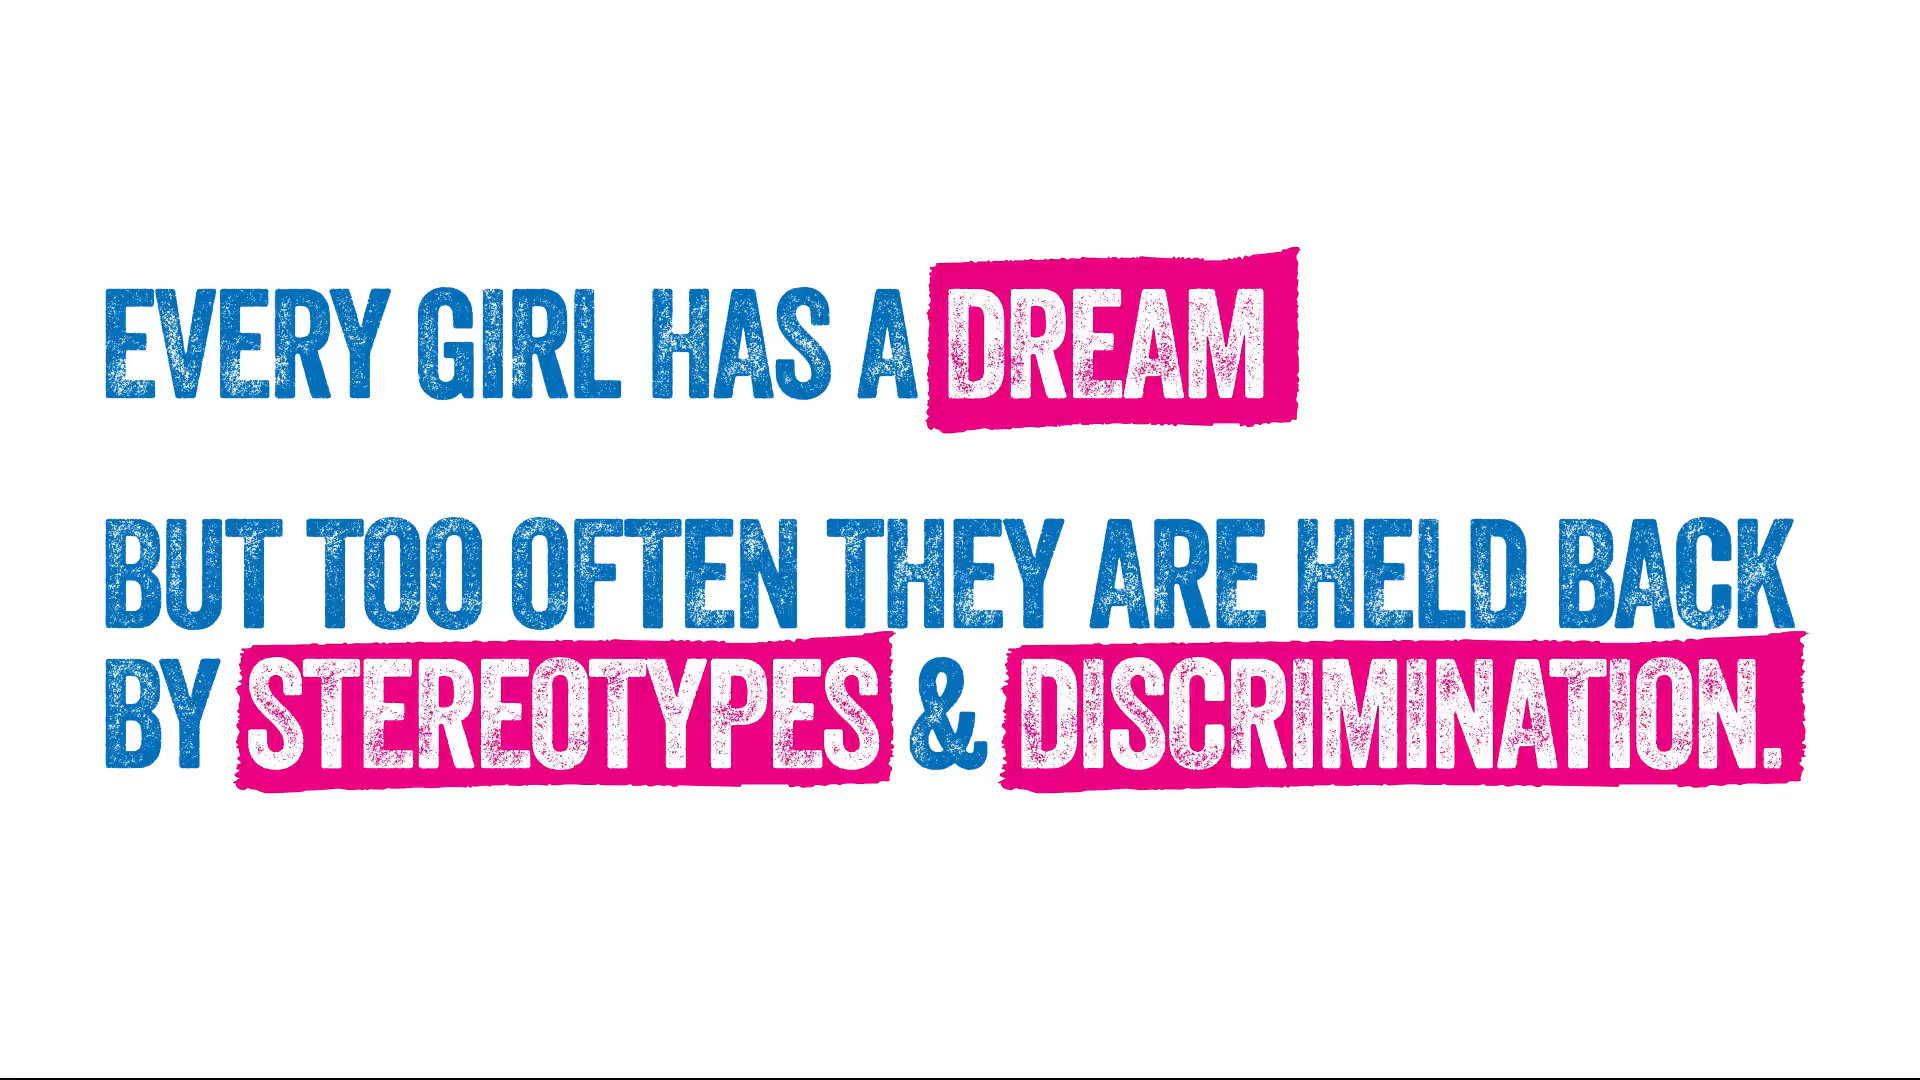 EVERY GIRL HAS A DREAM
BUT TOO OFTEN THEY ARE HELD BACK
BY STEREOTYPES & DISCRIMINATION.